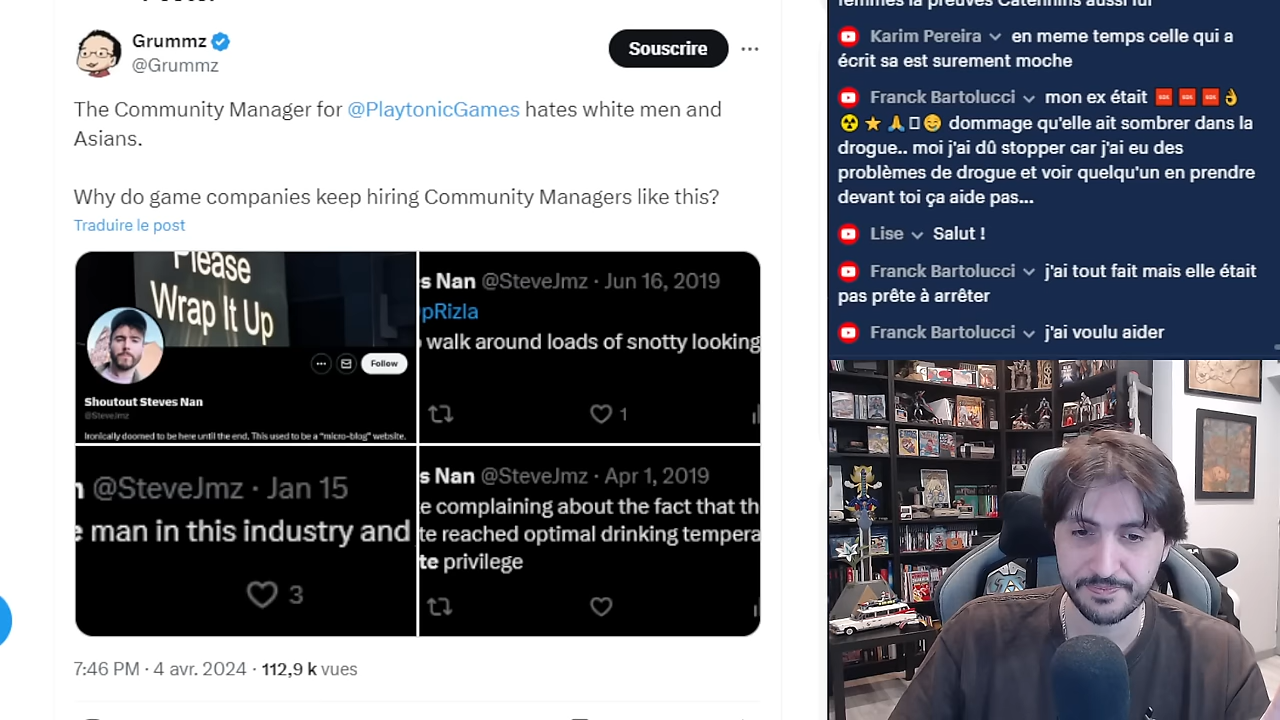 Grummz
@Grummz
Souscrire
The Community Manager for @PlaytonicGames hates white men and
Asians.
Why do game companies keep hiring Community Managers like this?
Traduire le post
Please
Wrap It Up
Follow
Shoutout Steves Nan
@SteveJmz
Ironically doomed to be here until the end. This used to be a "micro-blog" website.
s Nan @SteveJmz · Jun 16, 2019
pRizla
walk around loads of snotty looking
1
@SteveJmz · Jan 15
e man in this industry and
3
s Nan @SteveJmz · Apr 1, 2019
e complaining about the fact that th
te reached optimal drinking tempera
te privilege
7:46 PM · 4 avr. 2024 · 112,9 k vues
femmes la preuves Catennins aussi lui
Karim Pereira en meme temps celle qui a
écrit sa est surement moche
Franck Bartolucci mon ex était
dommage qu'elle ait sombrer dans la
drogue.. moi j'ai dû stopper car j'ai eu des
problèmes de drogue et voir quelqu'un en prendre
devant toi ça aide pas...
Lise Salut !
Franck Bartolucci j'ai tout fait mais elle était
pas prête à arrêter
Franck Bartolucci j'ai voulu aider